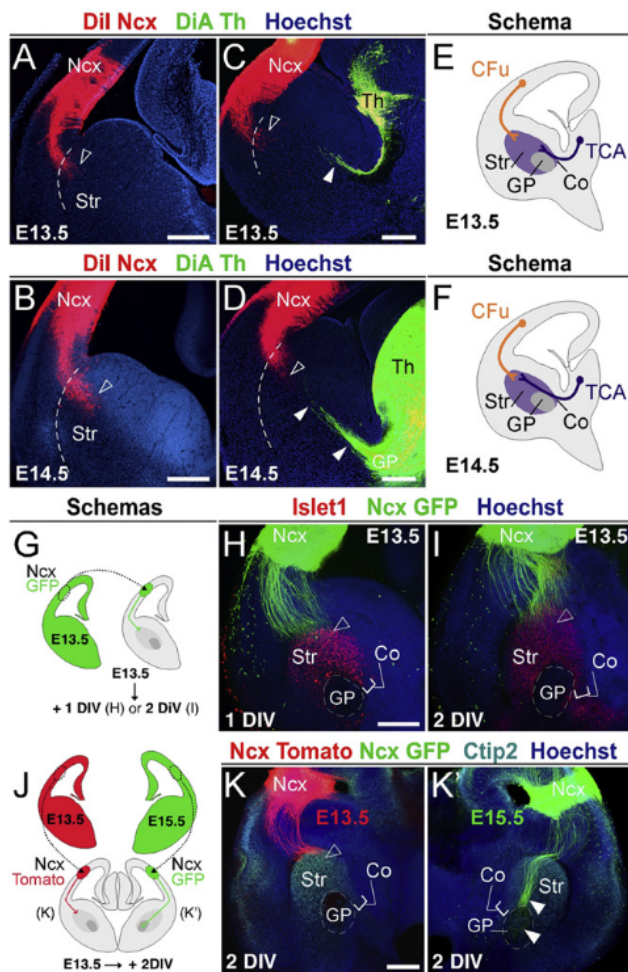 DiI Ncx DiA Th Hoechst Schema
A Ncx Str E13.5
C Ncx Th E13.5
E CFu Str GP TCA Co E13.5
DiI Ncx DiA Th Hoechst Schema
B Ncx Str E14.5
D Ncx Th GP E14.5
F CFu Str GP TCA Co E14.5
Schemas Islet1 Ncx GFP Hoechst
G
Ncx
GFP
E13.5
E13.5
+ 1 DIV (H) or 2 DiV (I)
H Ncx E13.5
Str Co
GP
1 DIV
I Ncx E13.5
Str Co
GP
2 DIV
Ncx Tomato Ncx GFP Ctip2 Hoechst
J
E13.5 E15.5
Ncx Ncx
Tomato GFP
(K) (K')
E13.5 → + 2DIV
K Ncx
E13.5
Str Co
GP
2 DIV
K' Ncx
E15.5
Co Str
GP
2 DIV